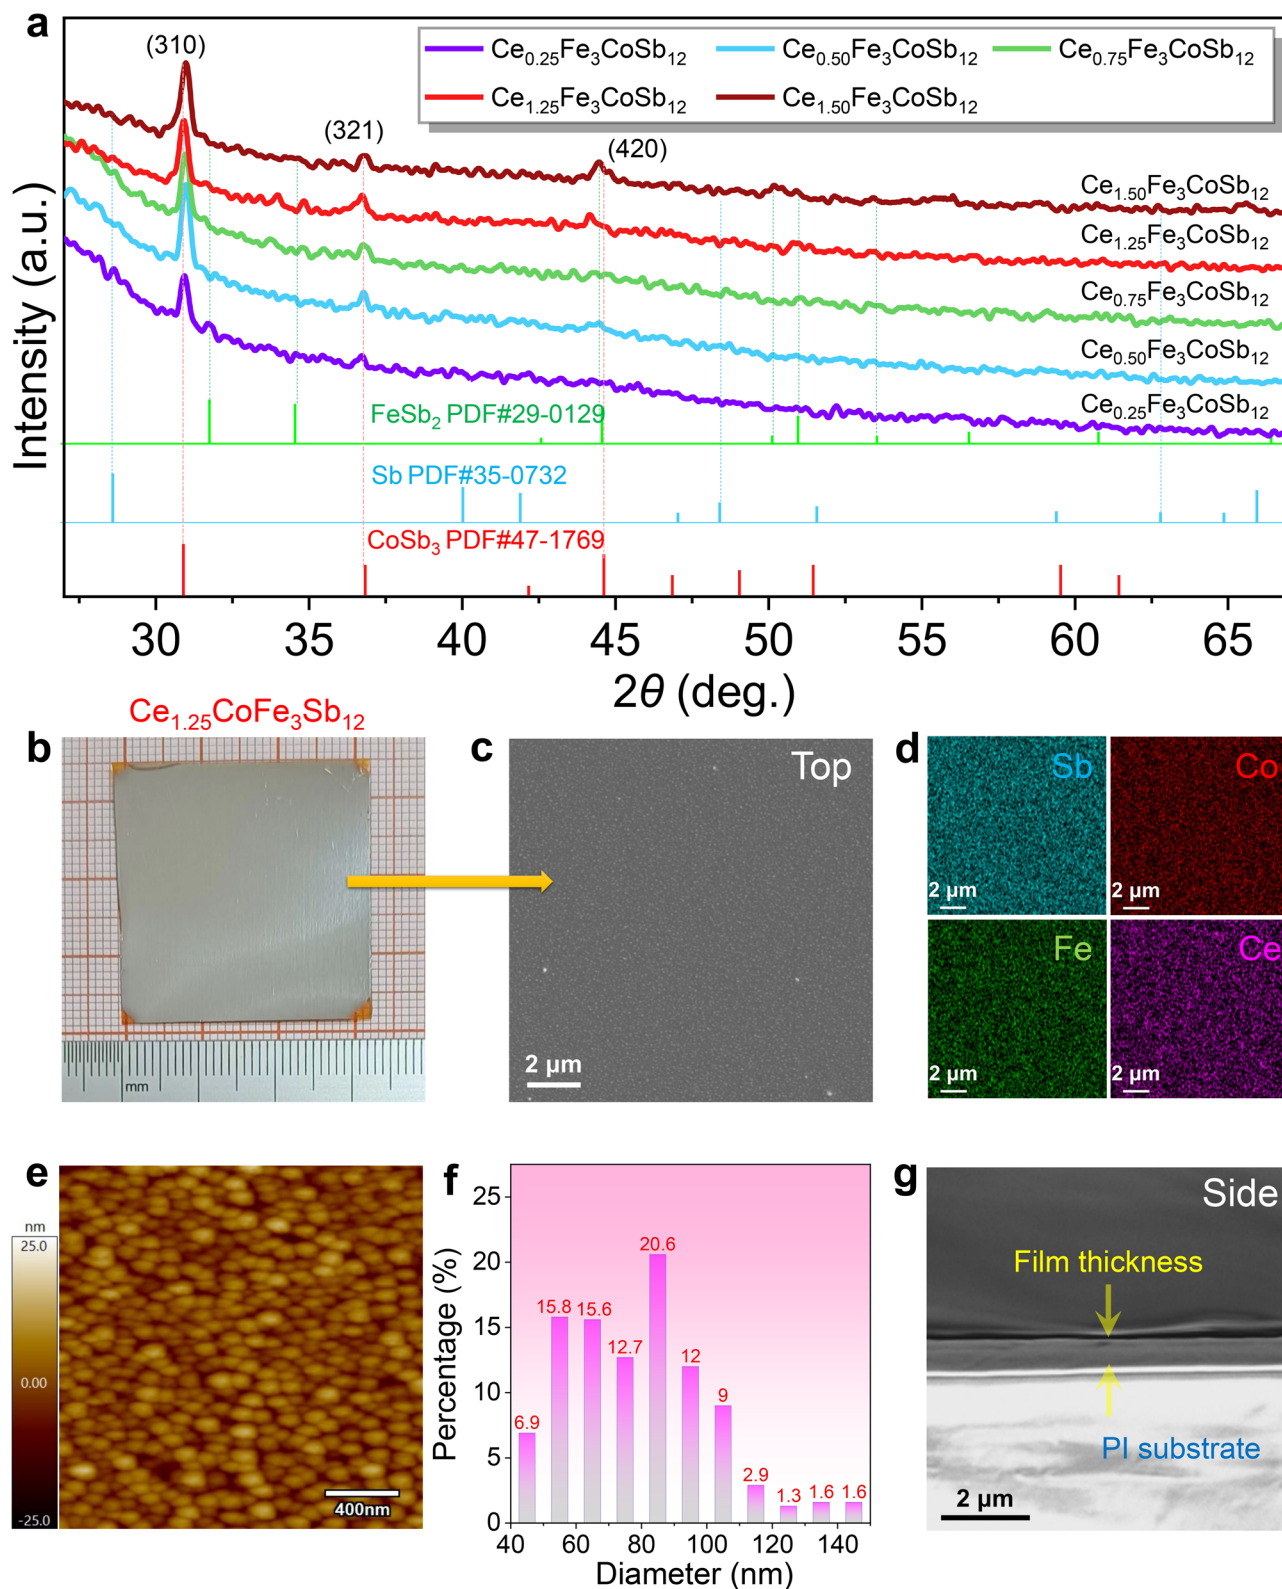 a
(310)
(321)
(420)
Ce0.25Fe3CoSb12 Ce0.50Fe3CoSb12 Ce0.75Fe3CoSb12
Ce1.25Fe3CoSb12 Ce1.50Fe3CoSb12
Ce1.50Fe3CoSb12
Ce1.25Fe3CoSb12
Ce0.75Fe3CoSb12
Ce0.50Fe3CoSb12
Ce0.25Fe3CoSb12
FeSb2 PDF#29-0129
Sb PDF#35-0732
CoSb3 PDF#47-1769
Intensity (a.u.)
30 35 40 45 50 55 60 65
2θ (deg.)
Ce1.25CoFe3Sb12
b
mm
c
Top
2 µm
d
Sb
2 µm
Co
2 µm
Fe
2 µm
Ce
2 µm
e
nm
25.0
0.00
-25.0
400nm
f
Percentage (%)
25
20
15
10
5
0
6.9 15.8 15.6 12.7 20.6 12 9 2.9 1.3 1.6 1.6
40 60 80 100 120 140
Diameter (nm)
g
Side
Film thickness
PI substrate
2 µm